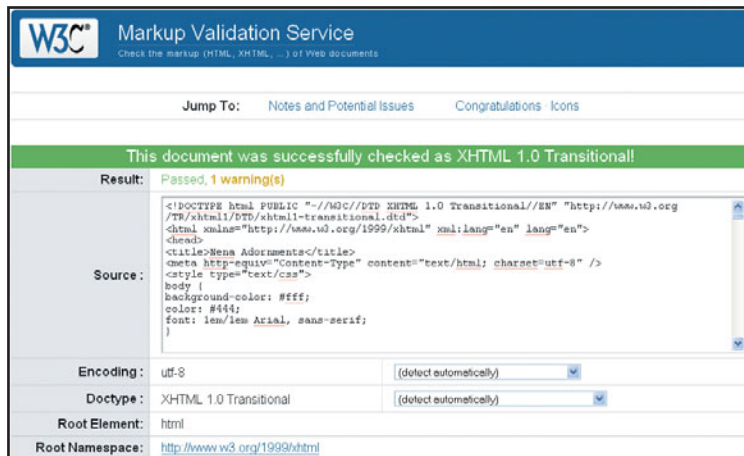 W3C® Markup Validation Service
Check the markup (HTML, XHTML, ...) of Web documents
Jump To: Notes and Potential Issues Congratulations · Icons
This document was successfully checked as XHTML 1.0 Transitional!
Result: Passed, 1 warning(s)
Source :
<!DOCTYPE html PUBLIC "-//W3C//DTD XHTML 1.0 Transitional//EN" "http://www.w3.org
/TR/xhtml1/DTD/xhtml1-transitional.dtd">
<html xmlns="http://www.w3.org/1999/xhtml" xml:lang="en" lang="en">
<head>
<title>Nena Adornments</title>
<meta http-equiv="Content-Type" content="text/html; charset=utf-8" />
<style type="text/css">
body {
background-color: #fff;
color: #444;
font: 1em/1em Arial, sans-serif;
}
Encoding : utf-8 (detect automatically)
Doctype : XHTML 1.0 Transitional (detect automatically)
Root Element: html
Root Namespace: http://www.w3.org/1999/xhtml